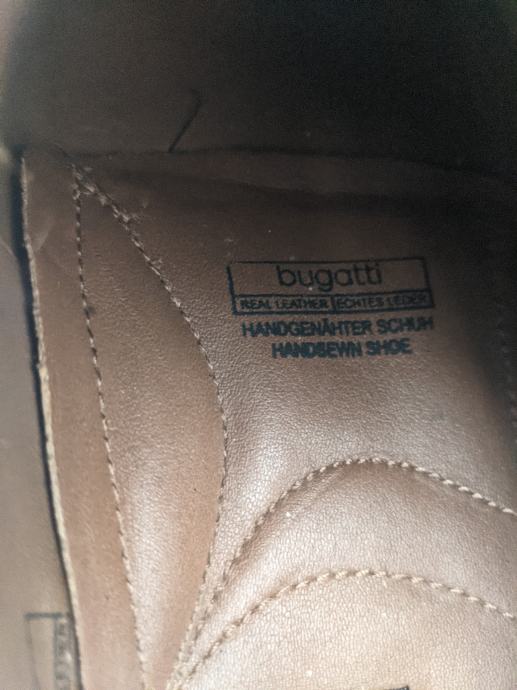 bugatti
REAL LEATHER ECHTES LEDER
HANDGENÄHTER SCHUH
HANDSEWN SHOE